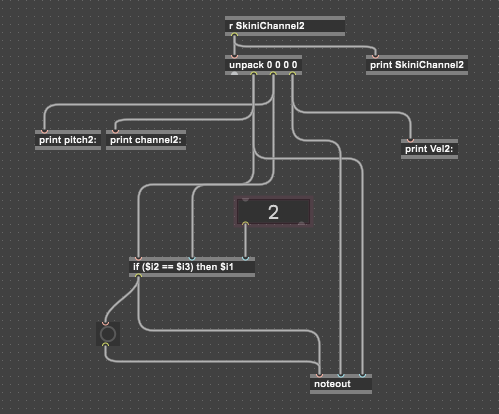 r SkiniChannel2
unpack 0 0 0 0
print SkiniChannel2
print pitch2:
print channel2:
print Vel2:
2
if ($i2 == $i3) then $i1
noteout